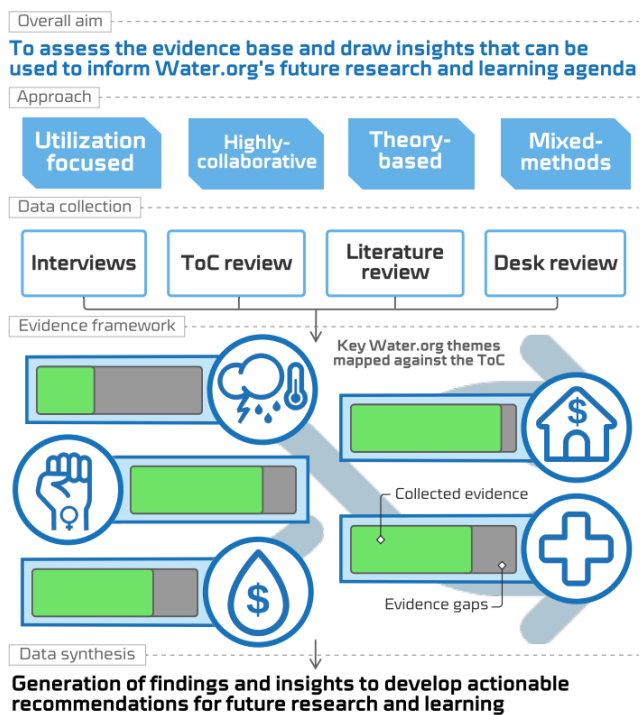 Overall aim
To assess the evidence base and draw insights that can be
used to inform Water.org's future research and learning agenda
Approach
Utilization
focused
Highly-
collaborative
Theory-
based
Mixed-
methods
Data collection
Interviews
ToC review
Literature
review
Desk review
Evidence framework
Key Water.org themes
mapped against the ToC
$
Collected evidence
$
Evidence gaps
Data synthesis
Generation of findings and insights to develop actionable
recommendations for future research and learning